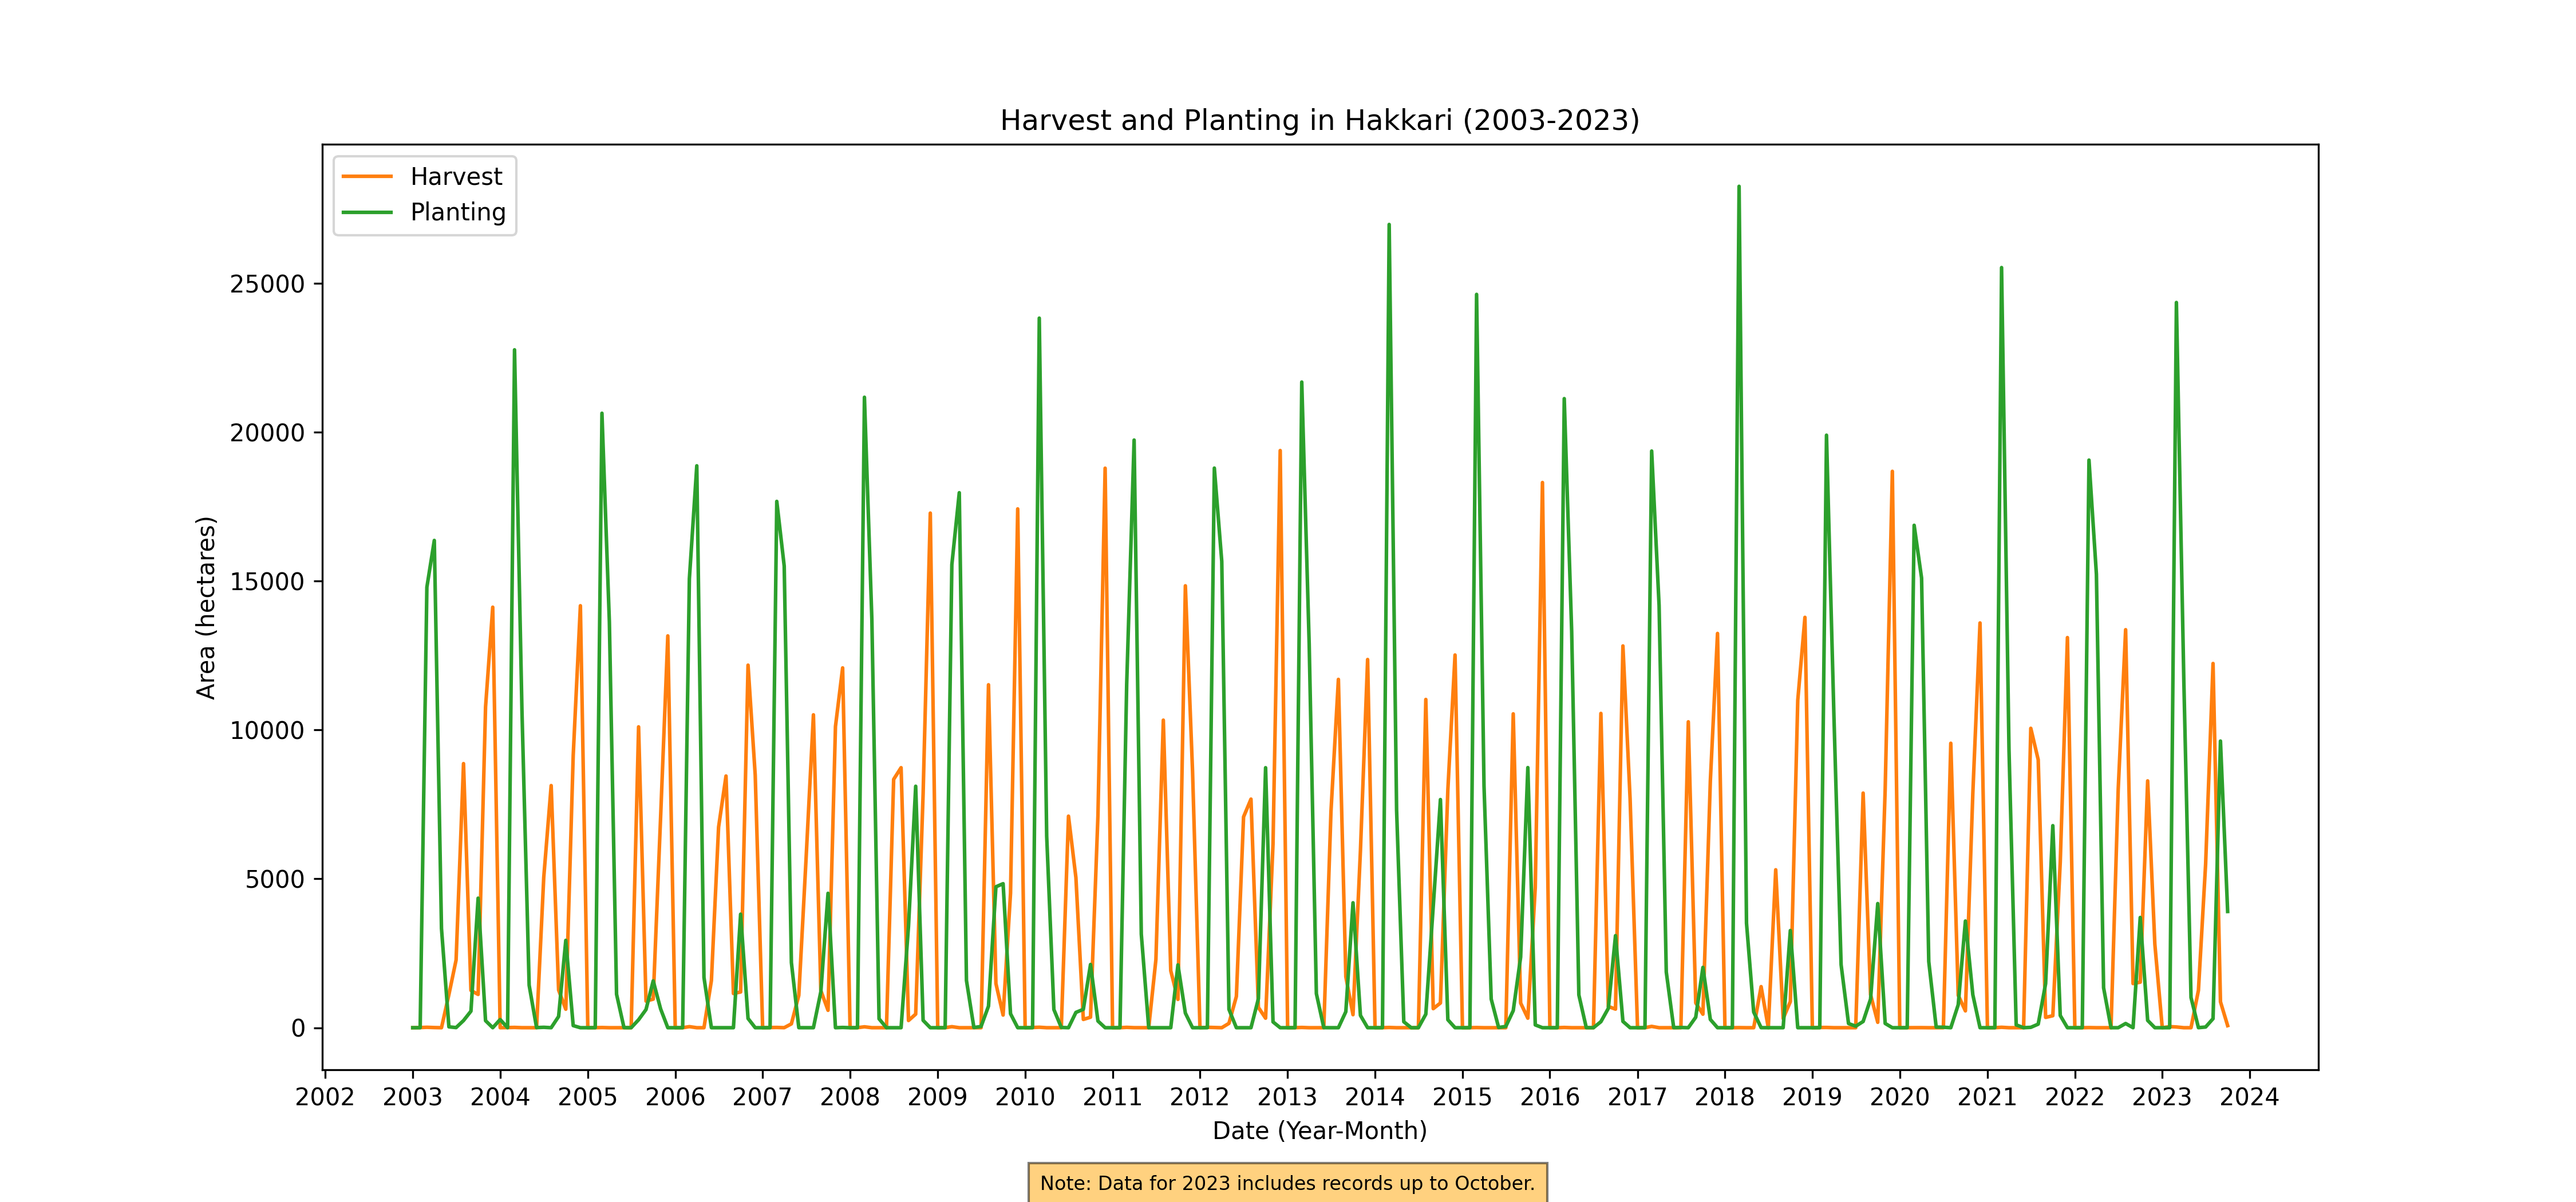 Harvest and Planting in Hakkari (2003-2023)
Harvest
Planting
Area (hectares)
25000
20000
15000
10000
5000
0
2002 2003 2004 2005 2006 2007 2008 2009 2010 2011 2012 2013 2014 2015 2016 2017 2018 2019 2020 2021 2022 2023 2024
Date (Year-Month)
Note: Data for 2023 includes records up to October.